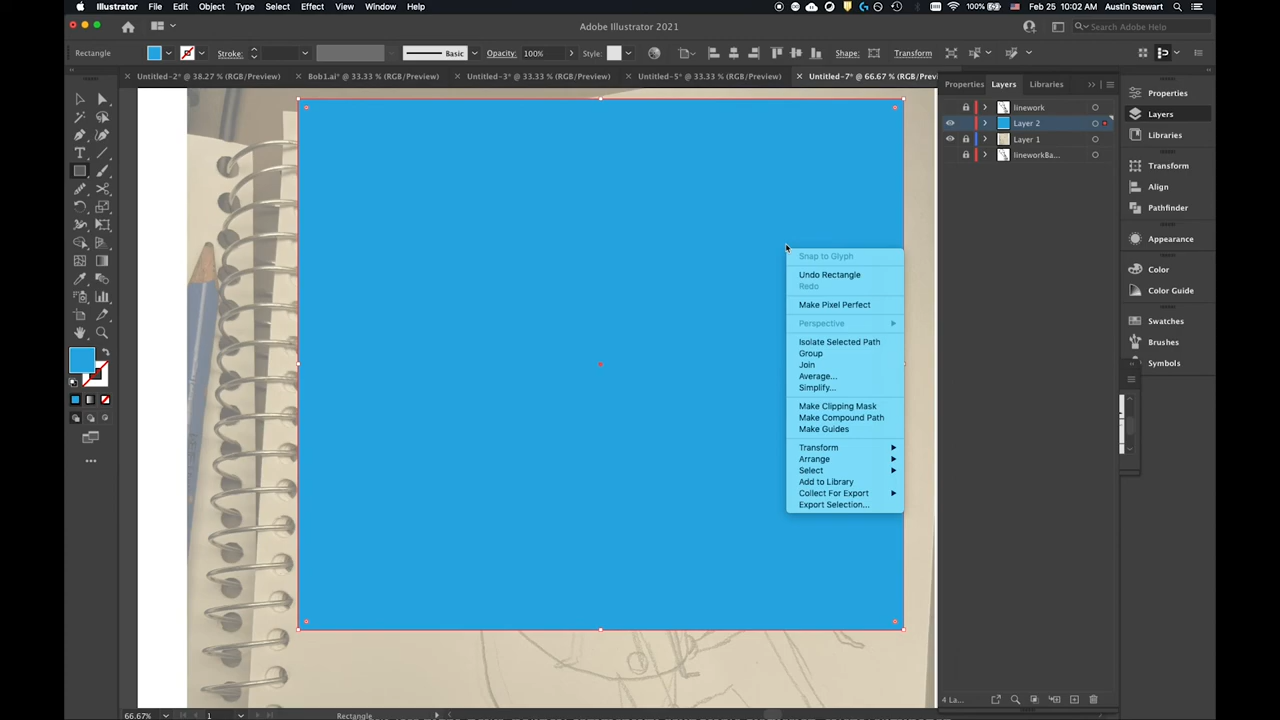 Illustrator File Edit Object Type Select Effect View Window Help 100% Fri Feb 25 10:02 AM Austin Stewart
Adobe Illustrator 2021 Search Adobe Help
Rectangle Stroke: Basic Opacity: 100% Style: Shape: Transform
Untitled-2* @ 38.27 % (RGB/Preview) Bob1.ai* @ 33.33 % (RGB/Preview) Untitled-3* @ 33.33 % (RGB/Preview) Untitled-5* @ 33.33 % (RGB/Preview) Untitled-7* @ 66.67 % (RGB/Previ
Properties Layers Libraries
linework
Layer 2
Layer 1
lineworkBa...
Properties
Layers
Libraries
Transform
Align
Pathfinder
Appearance
Color
Color Guide
Swatches
Brushes
Symbols
Snap to Glyph
Undo Rectangle
Redo
Make Pixel Perfect
Perspective
Isolate Selected Path
Group
Join
Average...
Simplify...
Make Clipping Mask
Make Compound Path
Make Guides
Transform
Arrange
Select
Add to Library
Collect For Export
Export Selection...
4 La...
66.67% 1 Rectangle